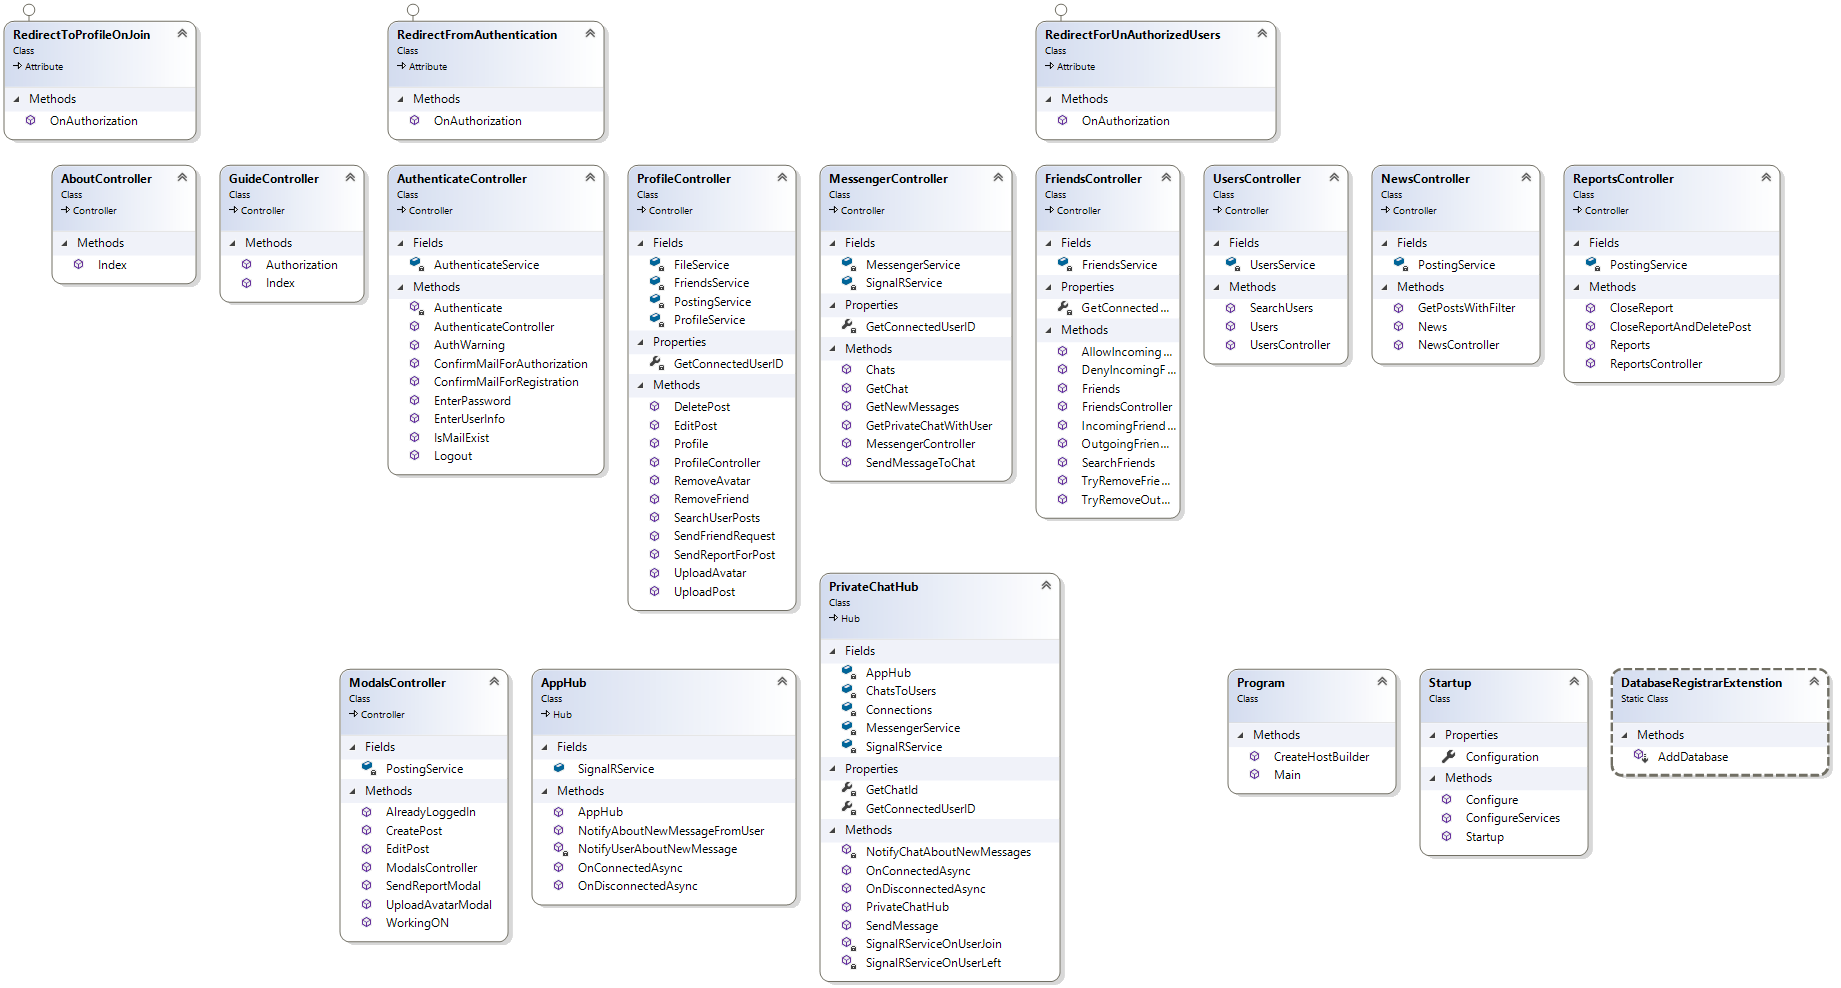 RedirectToProfileOnJoin
Class
Attribute
Methods
OnAuthorization
RedirectFromAuthentication
Class
Attribute
Methods
OnAuthorization
RedirectForUnAuthorizedUsers
Class
Attribute
Methods
OnAuthorization
AboutController
Class
Controller
Methods
Index
GuideController
Class
Controller
Methods
Authorization
Index
AuthenticateController
Class
Controller
Fields
AuthenticateService
Methods
Authenticate
AuthenticateController
AuthWarning
ConfirmMailForAuthorization
ConfirmMailForRegistration
EnterPassword
EnterUserInfo
IsMailExist
Logout
ProfileController
Class
Controller
Fields
FileService
FriendsService
PostingService
ProfileService
Properties
GetConnectedUserID
Methods
DeletePost
EditPost
Profile
ProfileController
RemoveAvatar
RemoveFriend
SearchUserPosts
SendFriendRequest
SendReportForPost
UploadAvatar
UploadPost
MessengerController
Class
Controller
Fields
MessengerService
SignalRService
Properties
GetConnectedUserID
Methods
Chats
GetChat
GetNewMessages
GetPrivateChatWithUser
MessengerController
SendMessageToChat
FriendsController
Class
Controller
Fields
FriendsService
Properties
GetConnected...
Methods
AllowIncoming...
DenyIncomingF...
Friends
FriendsController
IncomingFriend...
OutgoingFrien...
SearchFriends
TryRemoveFrie...
TryRemoveOut...
UsersController
Class
Controller
Fields
UsersService
Methods
SearchUsers
Users
UsersController
NewsController
Class
Controller
Fields
PostingService
Methods
GetPostsWithFilter
News
NewsController
ReportsController
Class
Controller
Fields
PostingService
Methods
CloseReport
CloseReportAndDeletePost
Reports
ReportsController
ModalsController
Class
Controller
Fields
PostingService
Methods
AlreadyLoggedIn
CreatePost
EditPost
ModalsController
SendReportModal
UploadAvatarModal
WorkingON
AppHub
Class
Hub
Fields
SignalRService
Methods
AppHub
NotifyAboutNewMessageFromUser
NotifyUserAboutNewMessage
OnConnectedAsync
OnDisconnectedAsync
PrivateChatHub
Class
Hub
Fields
AppHub
ChatsToUsers
Connections
MessengerService
SignalRService
Properties
GetChatId
GetConnectedUserID
Methods
NotifyChatAboutNewMessages
OnConnectedAsync
OnDisconnectedAsync
PrivateChatHub
SendMessage
SignalRServiceOnUserJoin
SignalRServiceOnUserLeft
Program
Class
Methods
CreateHostBuilder
Main
Startup
Class
Properties
Configuration
Methods
Configure
ConfigureServices
Startup
DatabaseRegistrarExtenstion
Static Class
Methods
AddDatabase